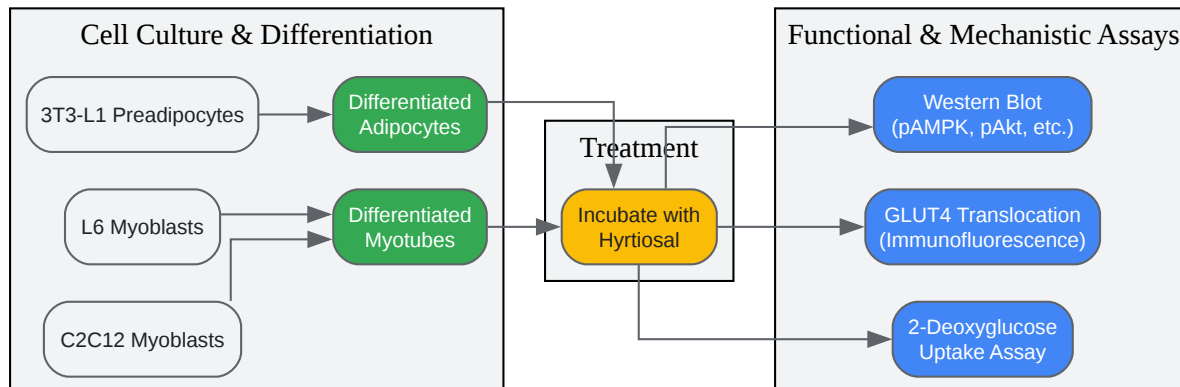 Cell Culture & Differentiation
3T3-L1 Preadipocytes
Differentiated
Adipocytes
L6 Myoblasts
Differentiated
Myotubes
C2C12 Myoblasts
Treatment
Incubate with
Hyrtiosal
Functional & Mechanistic Assays
Western Blot
(pAMPK, pAkt, etc.)
GLUT4 Translocation
(Immunofluorescence)
2-Deoxyglucose
Uptake Assay